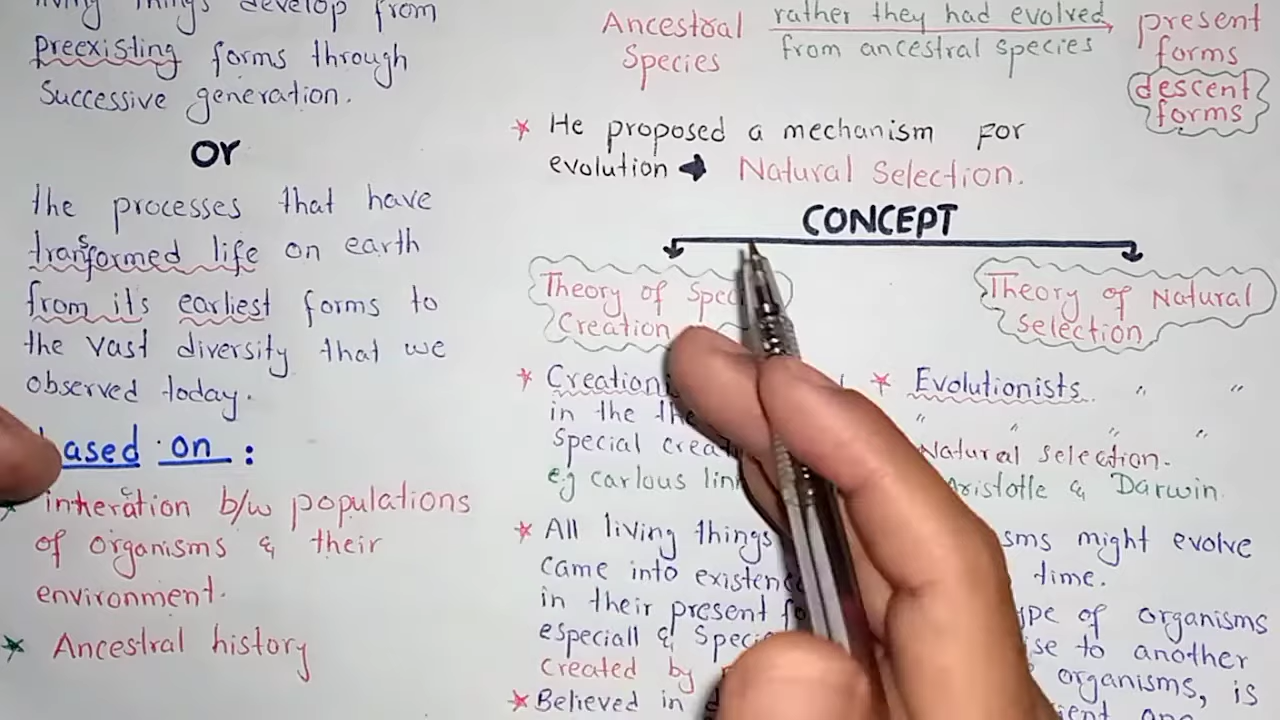 living things develop from
preexisting forms through
Successive generation.
or
the processes that have
transformed life on earth
from its earliest forms to
the vast diversity that we
observed today.
based on :
intreraction b/w populations
of organisms & their
environment.
* Ancestral history
Ancestoal Species
rather they had evolved
from ancestral species
present forms
descent forms
* He proposed a mechanism for
evolution → Natural Selection.
CONCEPT
Theory of
Creation
* Creation
in the
Special
e.g carlous
* All living things
came into existence
in their present
especiall &
created by
* Believed in
Theory of Natural
Selection
* Evolutionists " "
" " " "
Natural selection.
Aristotle & Darwin.
might evolve
time.
of organisms
to another
organisms, is